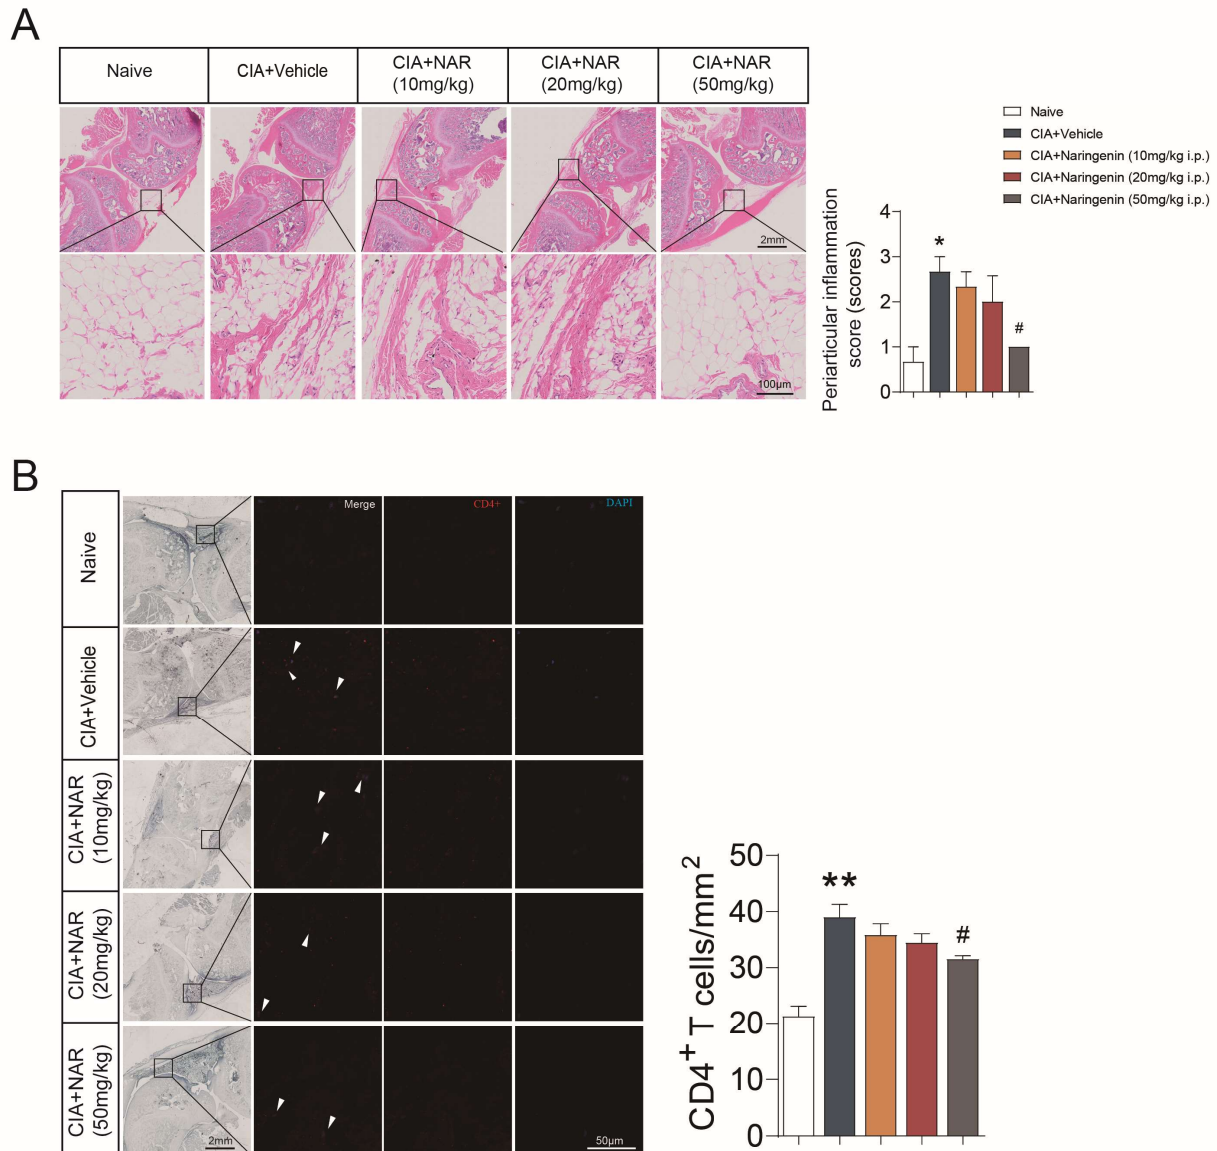 A
Naive
CIA+Vehicle
CIA+NAR
(10mg/kg)
CIA+NAR
(20mg/kg)
CIA+NAR
(50mg/kg)
2mm
100μm
Naive
CIA+Vehicle
CIA+Naringenin (10mg/kg i.p.)
CIA+Naringenin (20mg/kg i.p.)
CIA+Naringenin (50mg/kg i.p.)
Periarticular inflammation
score (scores)
4
3
2
1
0
*
#
B
Naive
CIA+Vehicle
CIA+NAR
(10mg/kg)
CIA+NAR
(20mg/kg)
CIA+NAR
(50mg/kg)
Merge
CD4+
DAPI
2mm
50μm
CD4+ T cells/mm2
50
40
30
20
10
0
**
#